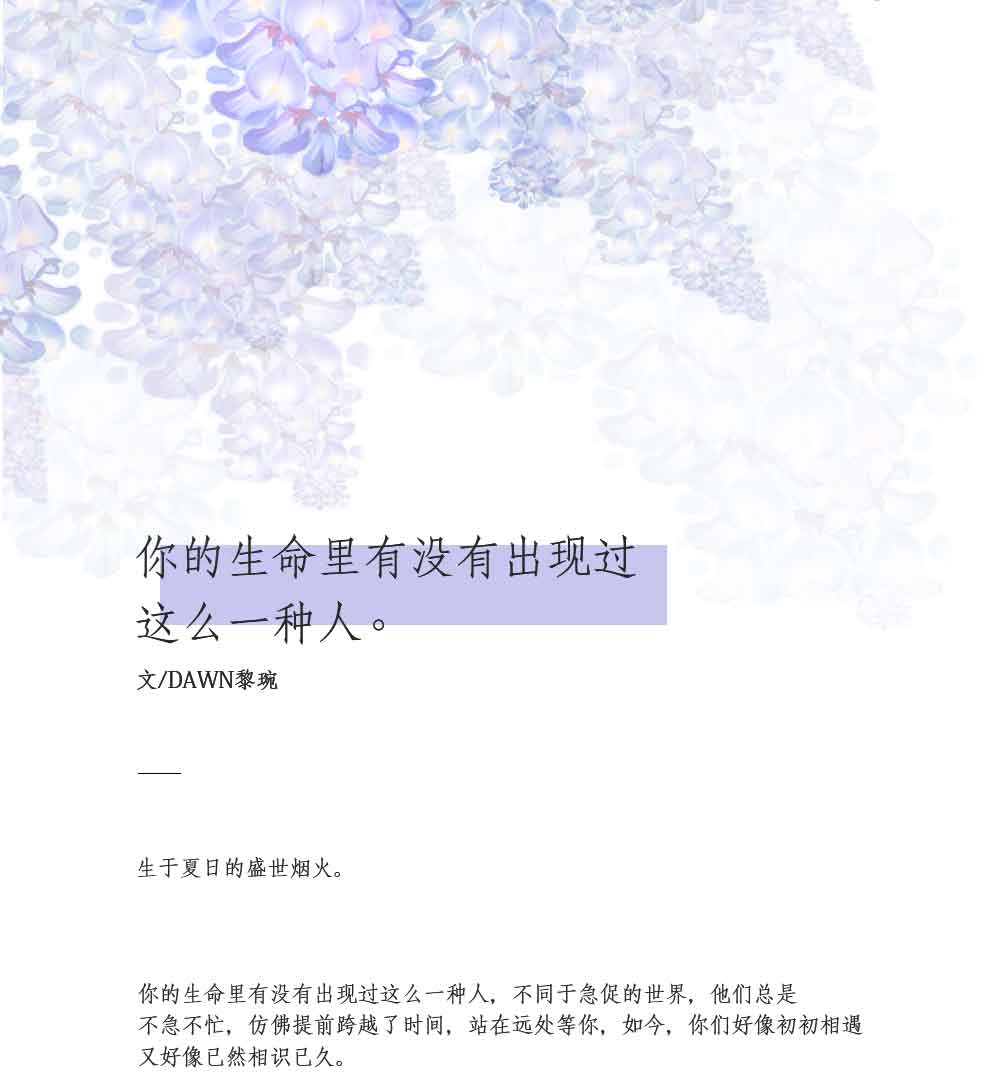 你的生命里有没有出现过
这么一种人。
文/DAWN黎琬
生于夏日的盛世烟火。
你的生命里有没有出现过这么一种人，不同于急促的世界，他们总是
不急不忙，仿佛提前跨越了时间，站在远处等你，如今，你们好像初初相遇
又好像已然相识已久。